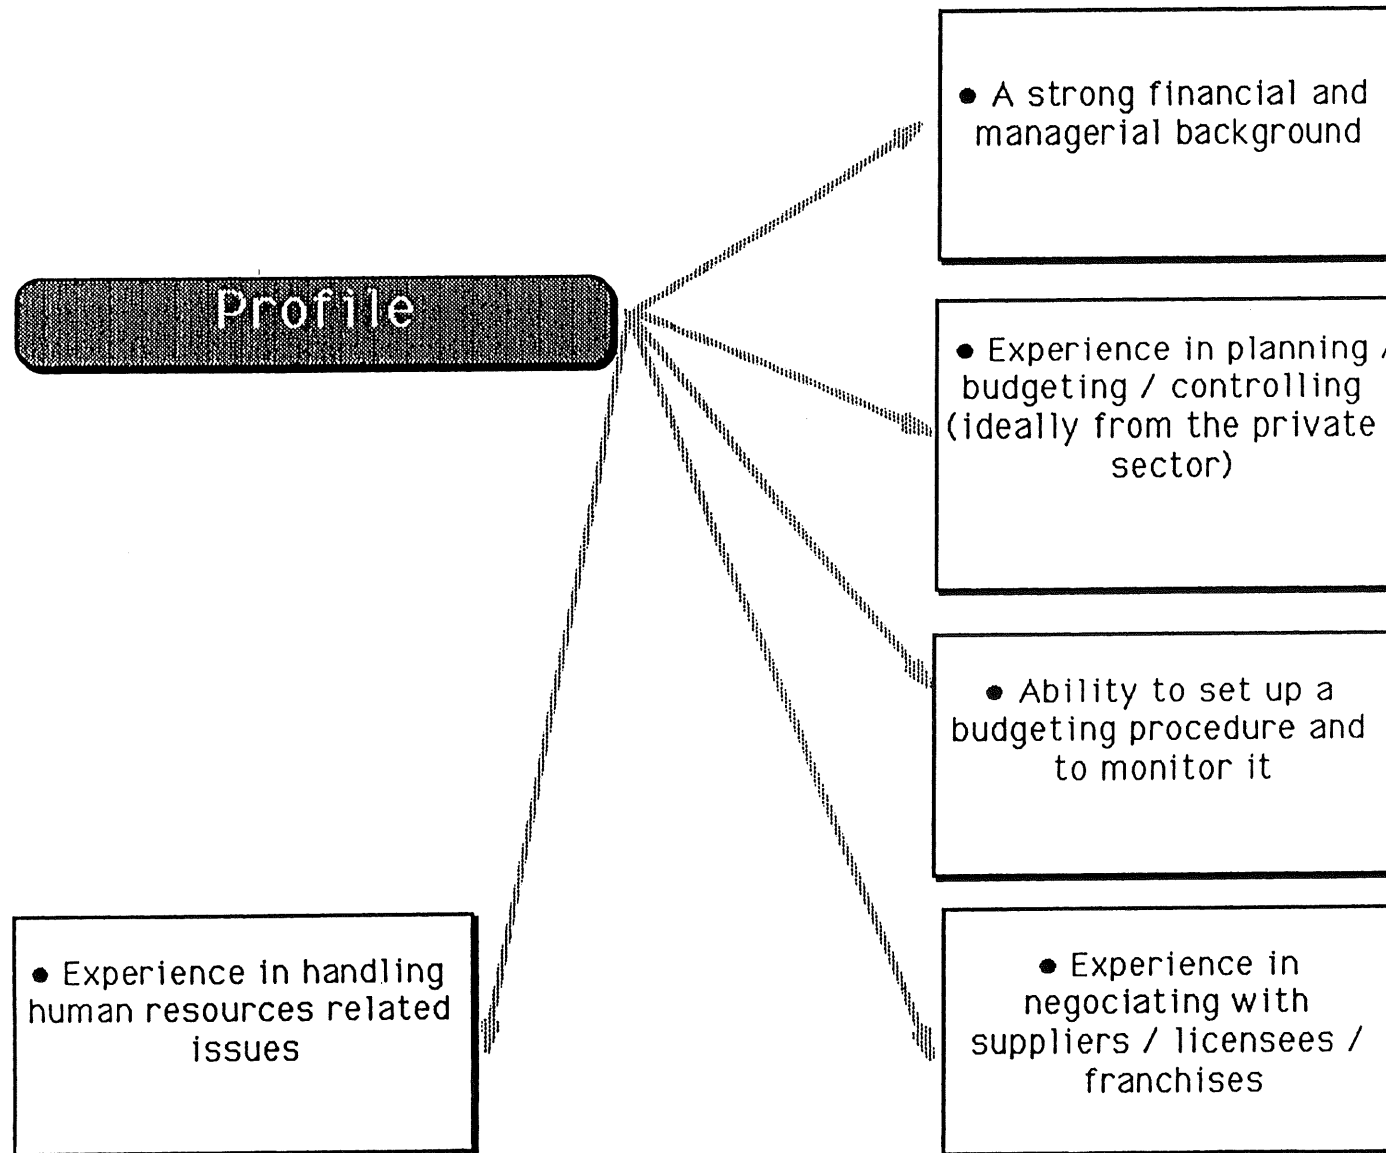 Profile
• A strong financial and
managerial background
• Experience in planning /
budgeting / controlling
(ideally from the private
sector)
• Ability to set up a
budgeting procedure and
to monitor it
• Experience in
negociating with
suppliers / licensees /
franchises
• Experience in handling
human resources related
issues